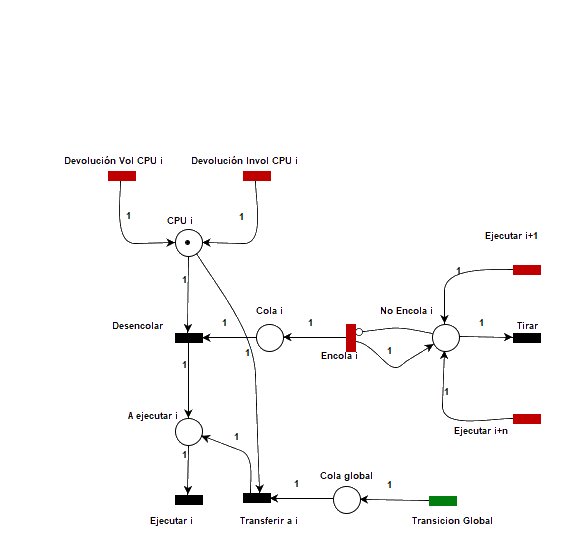 Devolución Vol CPU i
Devolución Invol CPU i
1
1
CPU i
Ejecutar i+1
1
1
Cola i
No Encola i
Desencolar
1
1
1
Tirar
Encola i
1
1
1
1
A ejecutar i
Ejecutar i+n
1
1
Cola global
1
1
Ejecutar i
Transferir a i
Transicion Global